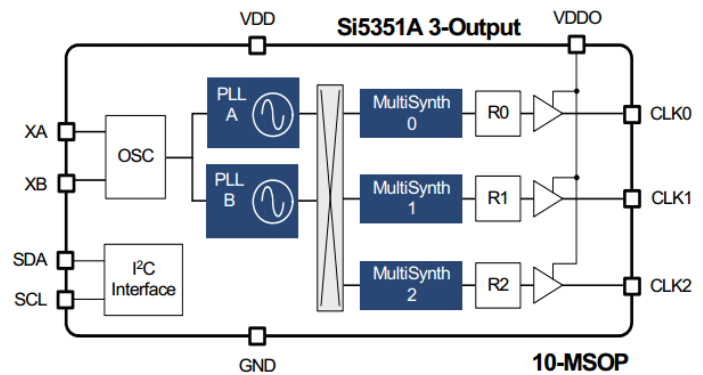 VDD
Si5351A 3-Output
VDDO
PLL
A
MultiSynth
0
R0
CLK0
XA
OSC
XB
PLL
B
MultiSynth
1
R1
CLK1
SDA
I²C
Interface
SCL
MultiSynth
2
R2
CLK2
GND
10-MSOP